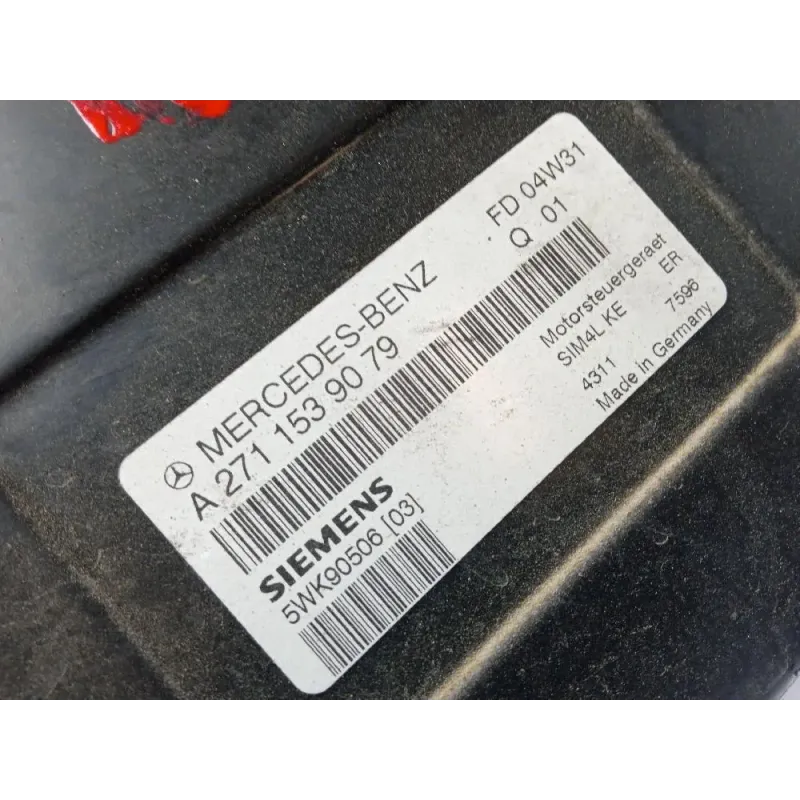 MERCEDES-BENZ
A 271 153 90 79
FD 04W31
Q 01
SIEMENS
5WK90506 [03]
Motorsteuergeraet
SIM4L KE ER
4311 7596
Made in Germany